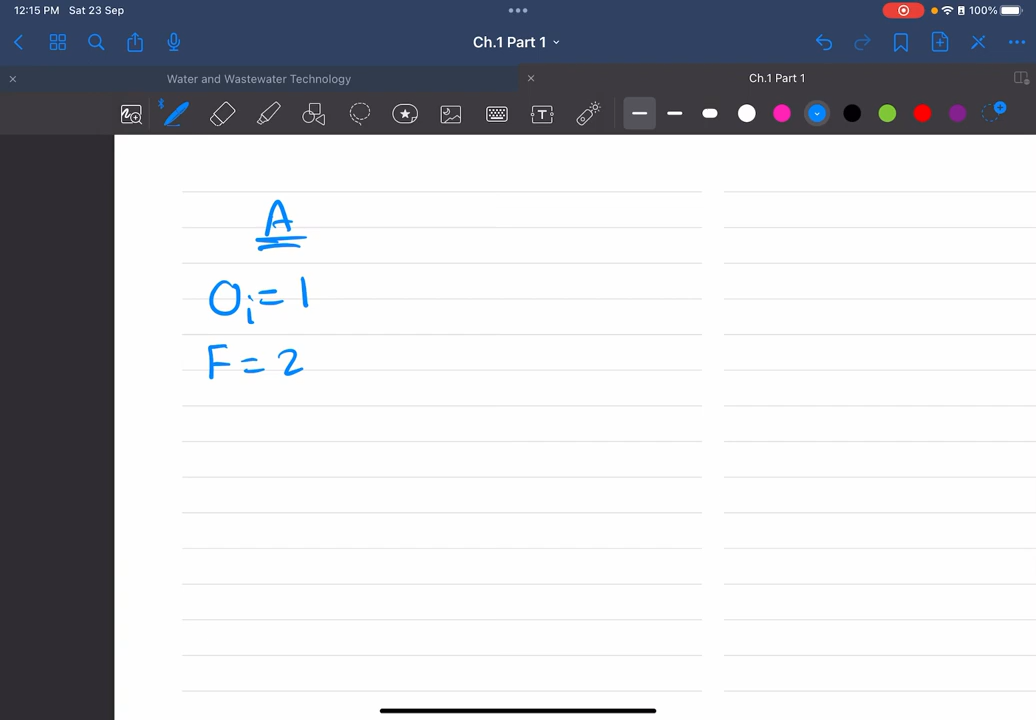 12:15 PM Sat 23 Sep
100%
Ch.1 Part 1
Water and Wastewater Technology
Ch.1 Part 1
T
A
Oi = 1
F = 2